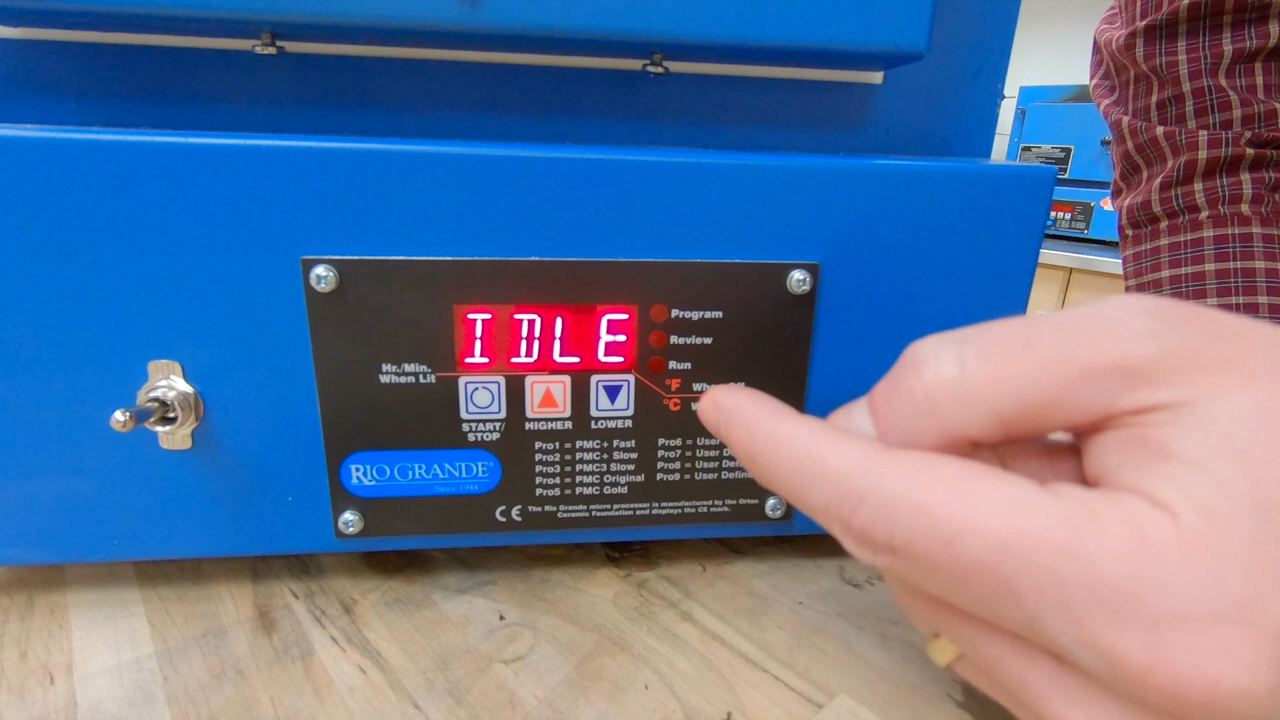 IDLE
Program
Review
Run
Hr./Min.
When Lit
°F
°C
START/
STOP
HIGHER
LOWER
Pro1 = PMC+ Fast
Pro2 = PMC+ Slow
Pro3 = PMC3 Slow
Pro4 = PMC Original
Pro5 = PMC Gold
Pro6 = User
Pro7 = User
Pro8 = User
Pro9 = User
RIO GRANDE®
Since 1944
CE The Rio Grande micro processor is manufactured by the Orton
Ceramic Foundation and displays the CE mark.